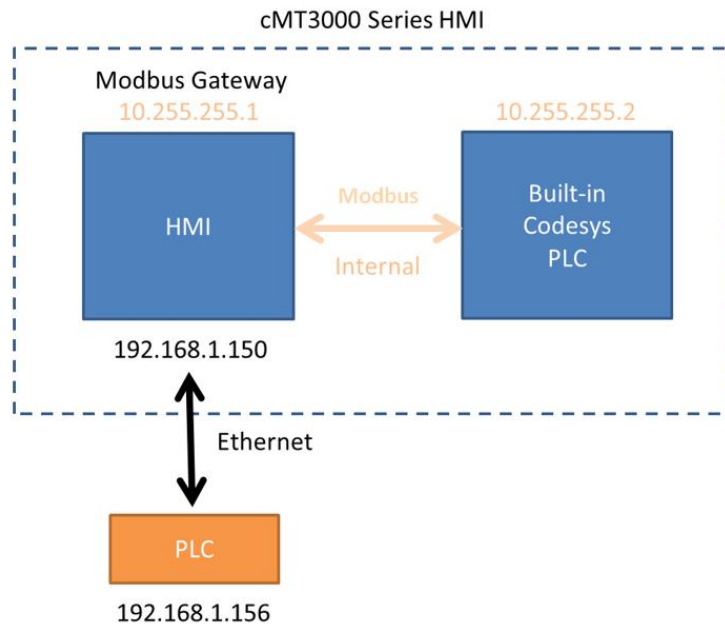 cMT3000 Series HMI
Modbus Gateway
10.255.255.1
10.255.255.2
HMI
Modbus
Internal
Built-in
Codesys
PLC
192.168.1.150
Ethernet
PLC
192.168.1.156